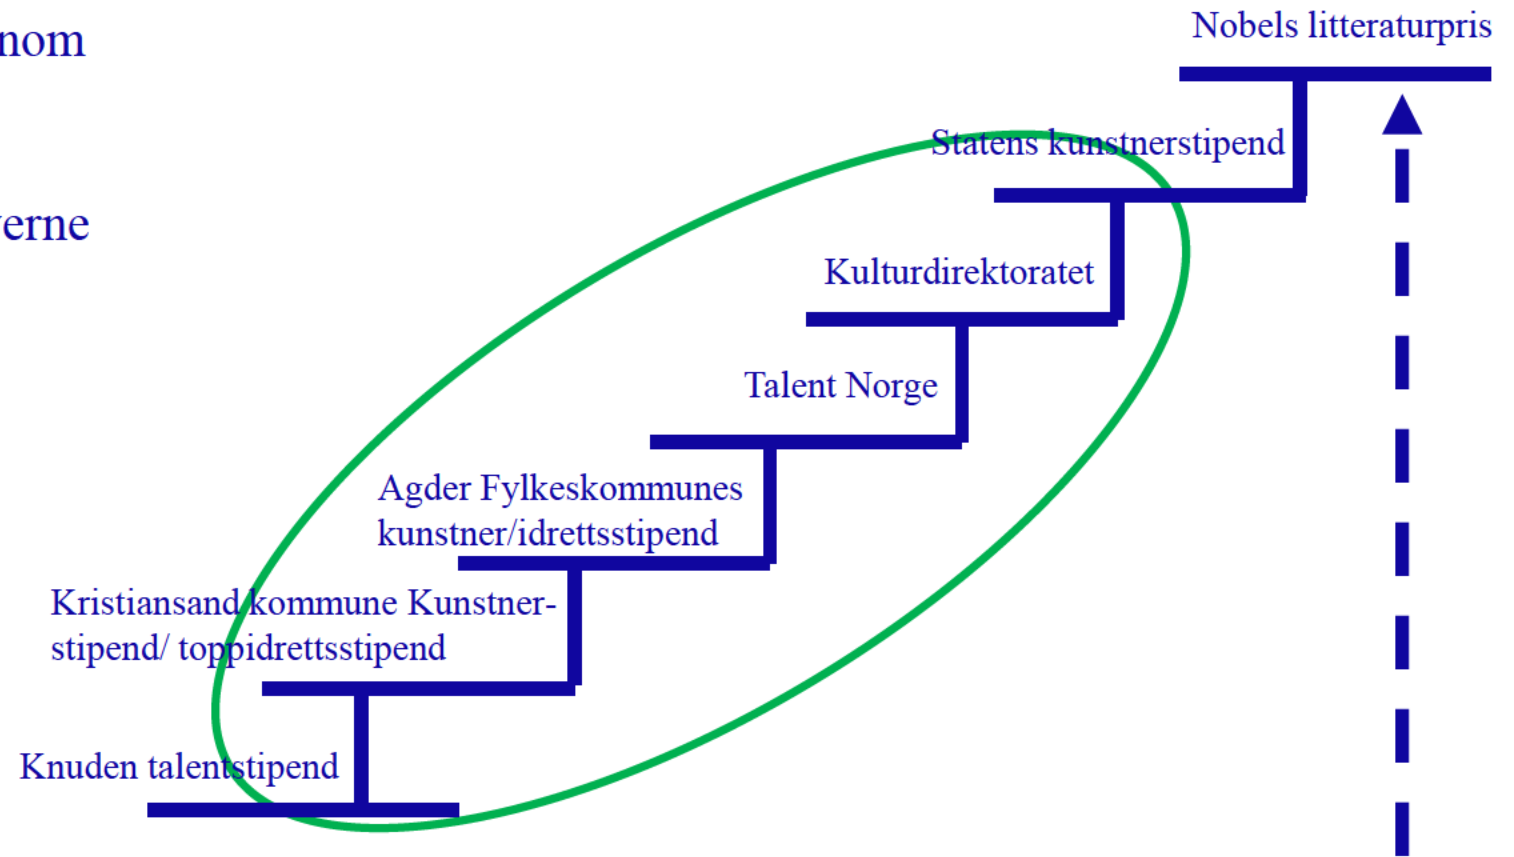 Nobels litteraturpris
nom
Statens kunstnerstipend
verne
Kulturdirektoratet
Talent Norge
Agder Fylkeskommunes
kunstner/idrettsstipend
Kristiansand kommune Kunstner-
stipend/ toppidrettsstipend
Knuden talentstipend